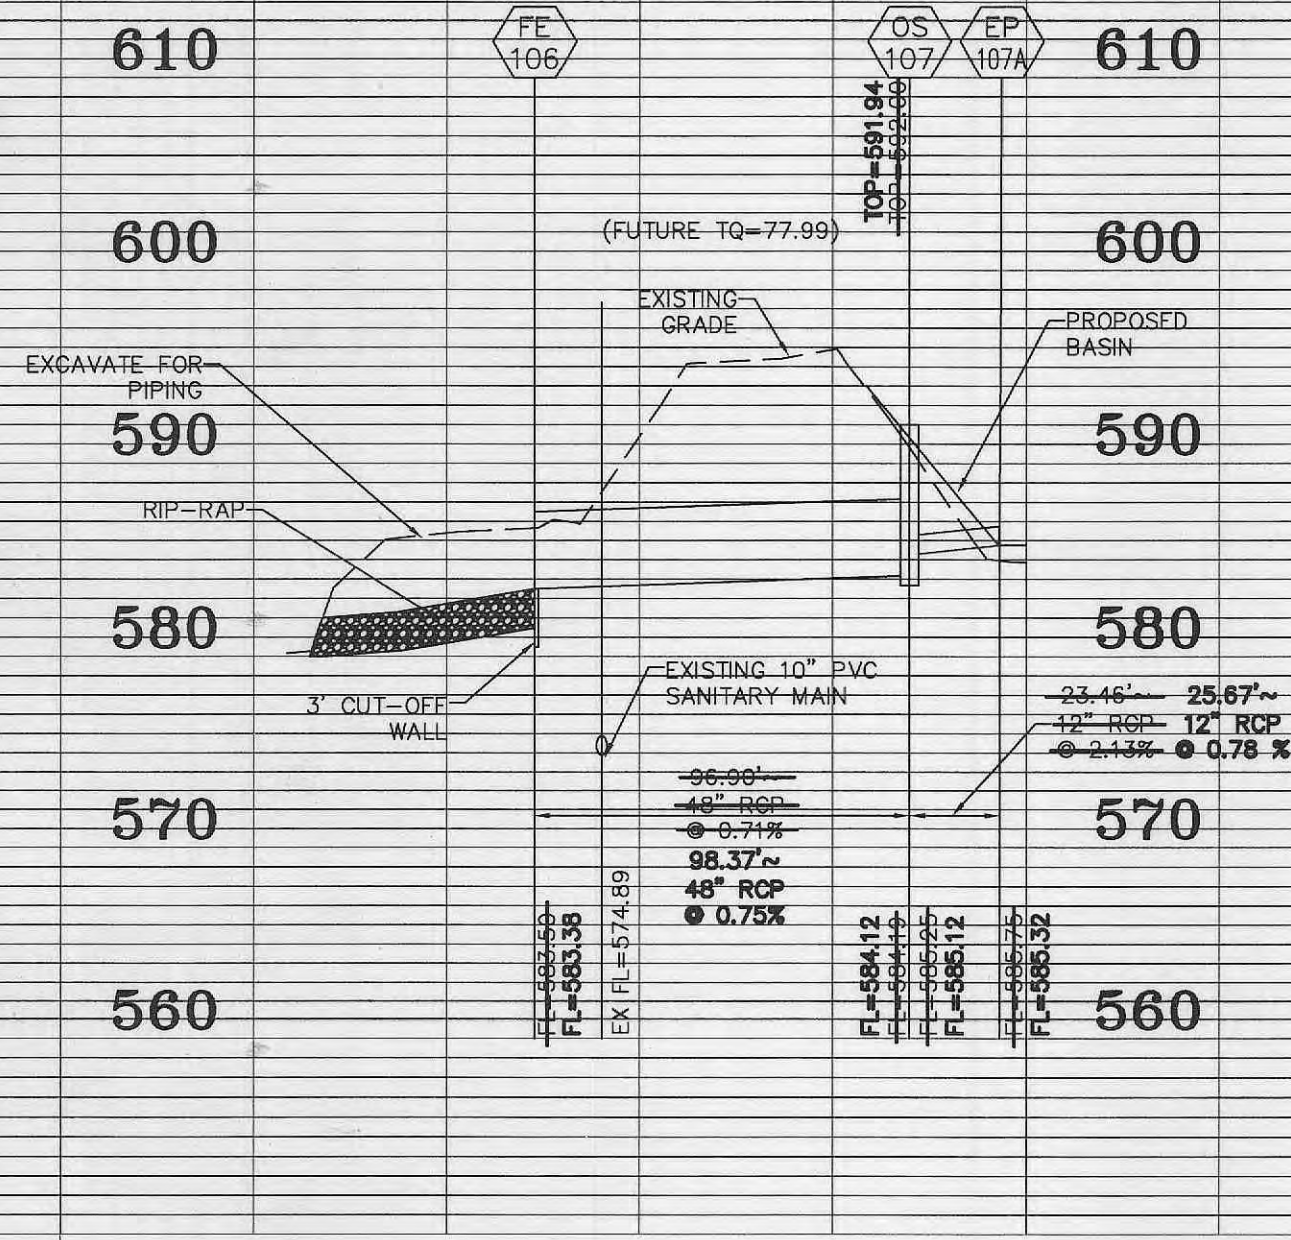 610
FE
106
OS
107
EP
107A
610
TOP=591.94
TOP=592.00
600
(FUTURE TQ=77.99)
600
EXISTING
GRADE
PROPOSED
BASIN
EXCAVATE FOR
PIPING
590
590
RIP-RAP
580
580
EXISTING 10" PVC
SANITARY MAIN
3' CUT-OFF
WALL
23.46'~
12" RCP
@ 2.13%
25.67'~
12" RCP
@ 0.78 %
570
96.90'~
48" RCP
@ 0.71%
98.37'~
48" RCP
@ 0.75%
570
FL=583.50
FL=583.38
EX FL=574.89
FL=584.12
FL=584.19
FL=585.25
FL=585.12
FL=585.75
FL=585.32
560
560